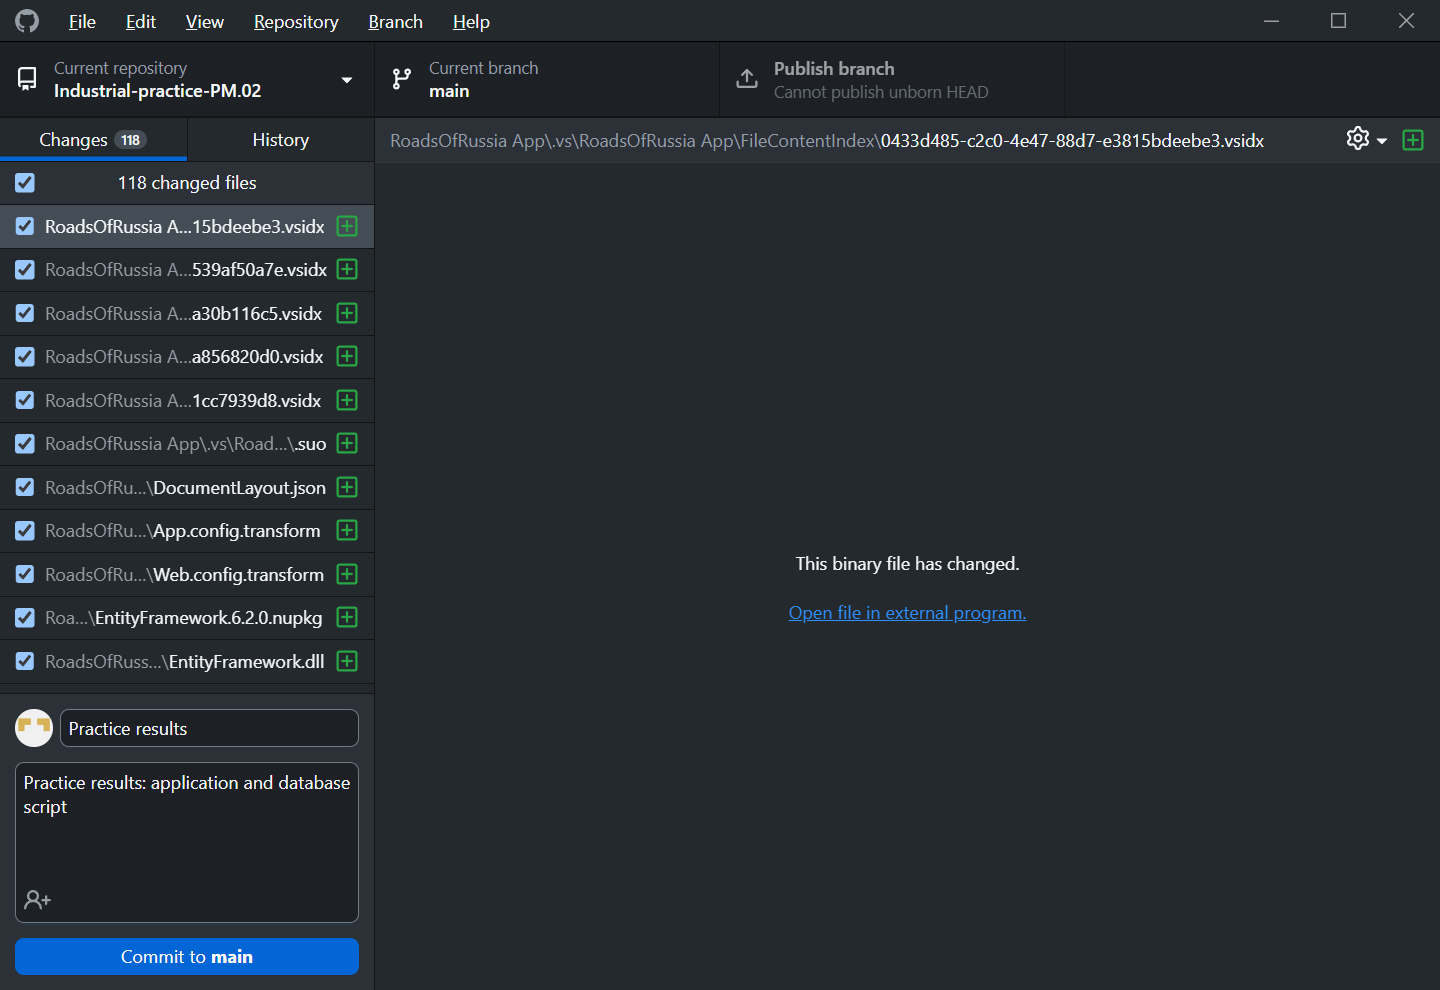 File Edit View Repository Branch Help
Current repository
Industrial-practice-PM.02
Current branch
main
Publish branch
Cannot publish unborn HEAD
Changes 118
History
RoadsOfRussia App\.vs\RoadsOfRussia App\FileContentIndex\0433d485-c2c0-4e47-88d7-e3815bdeebe3.vsidx
118 changed files
RoadsOfRussia A...15bdeebe3.vsidx
RoadsOfRussia A...539af50a7e.vsidx
RoadsOfRussia A...a30b116c5.vsidx
RoadsOfRussia A...a856820d0.vsidx
RoadsOfRussia A...1cc7939d8.vsidx
RoadsOfRussia App\.vs\Road...\.suo
RoadsOfRu...\DocumentLayout.json
RoadsOfRu...\App.config.transform
RoadsOfRu...\Web.config.transform
Roa...\EntityFramework.6.2.0.nupkg
RoadsOfRuss...\EntityFramework.dll
This binary file has changed.
Open file in external program.
Practice results
Practice results: application and database
script
Commit to main